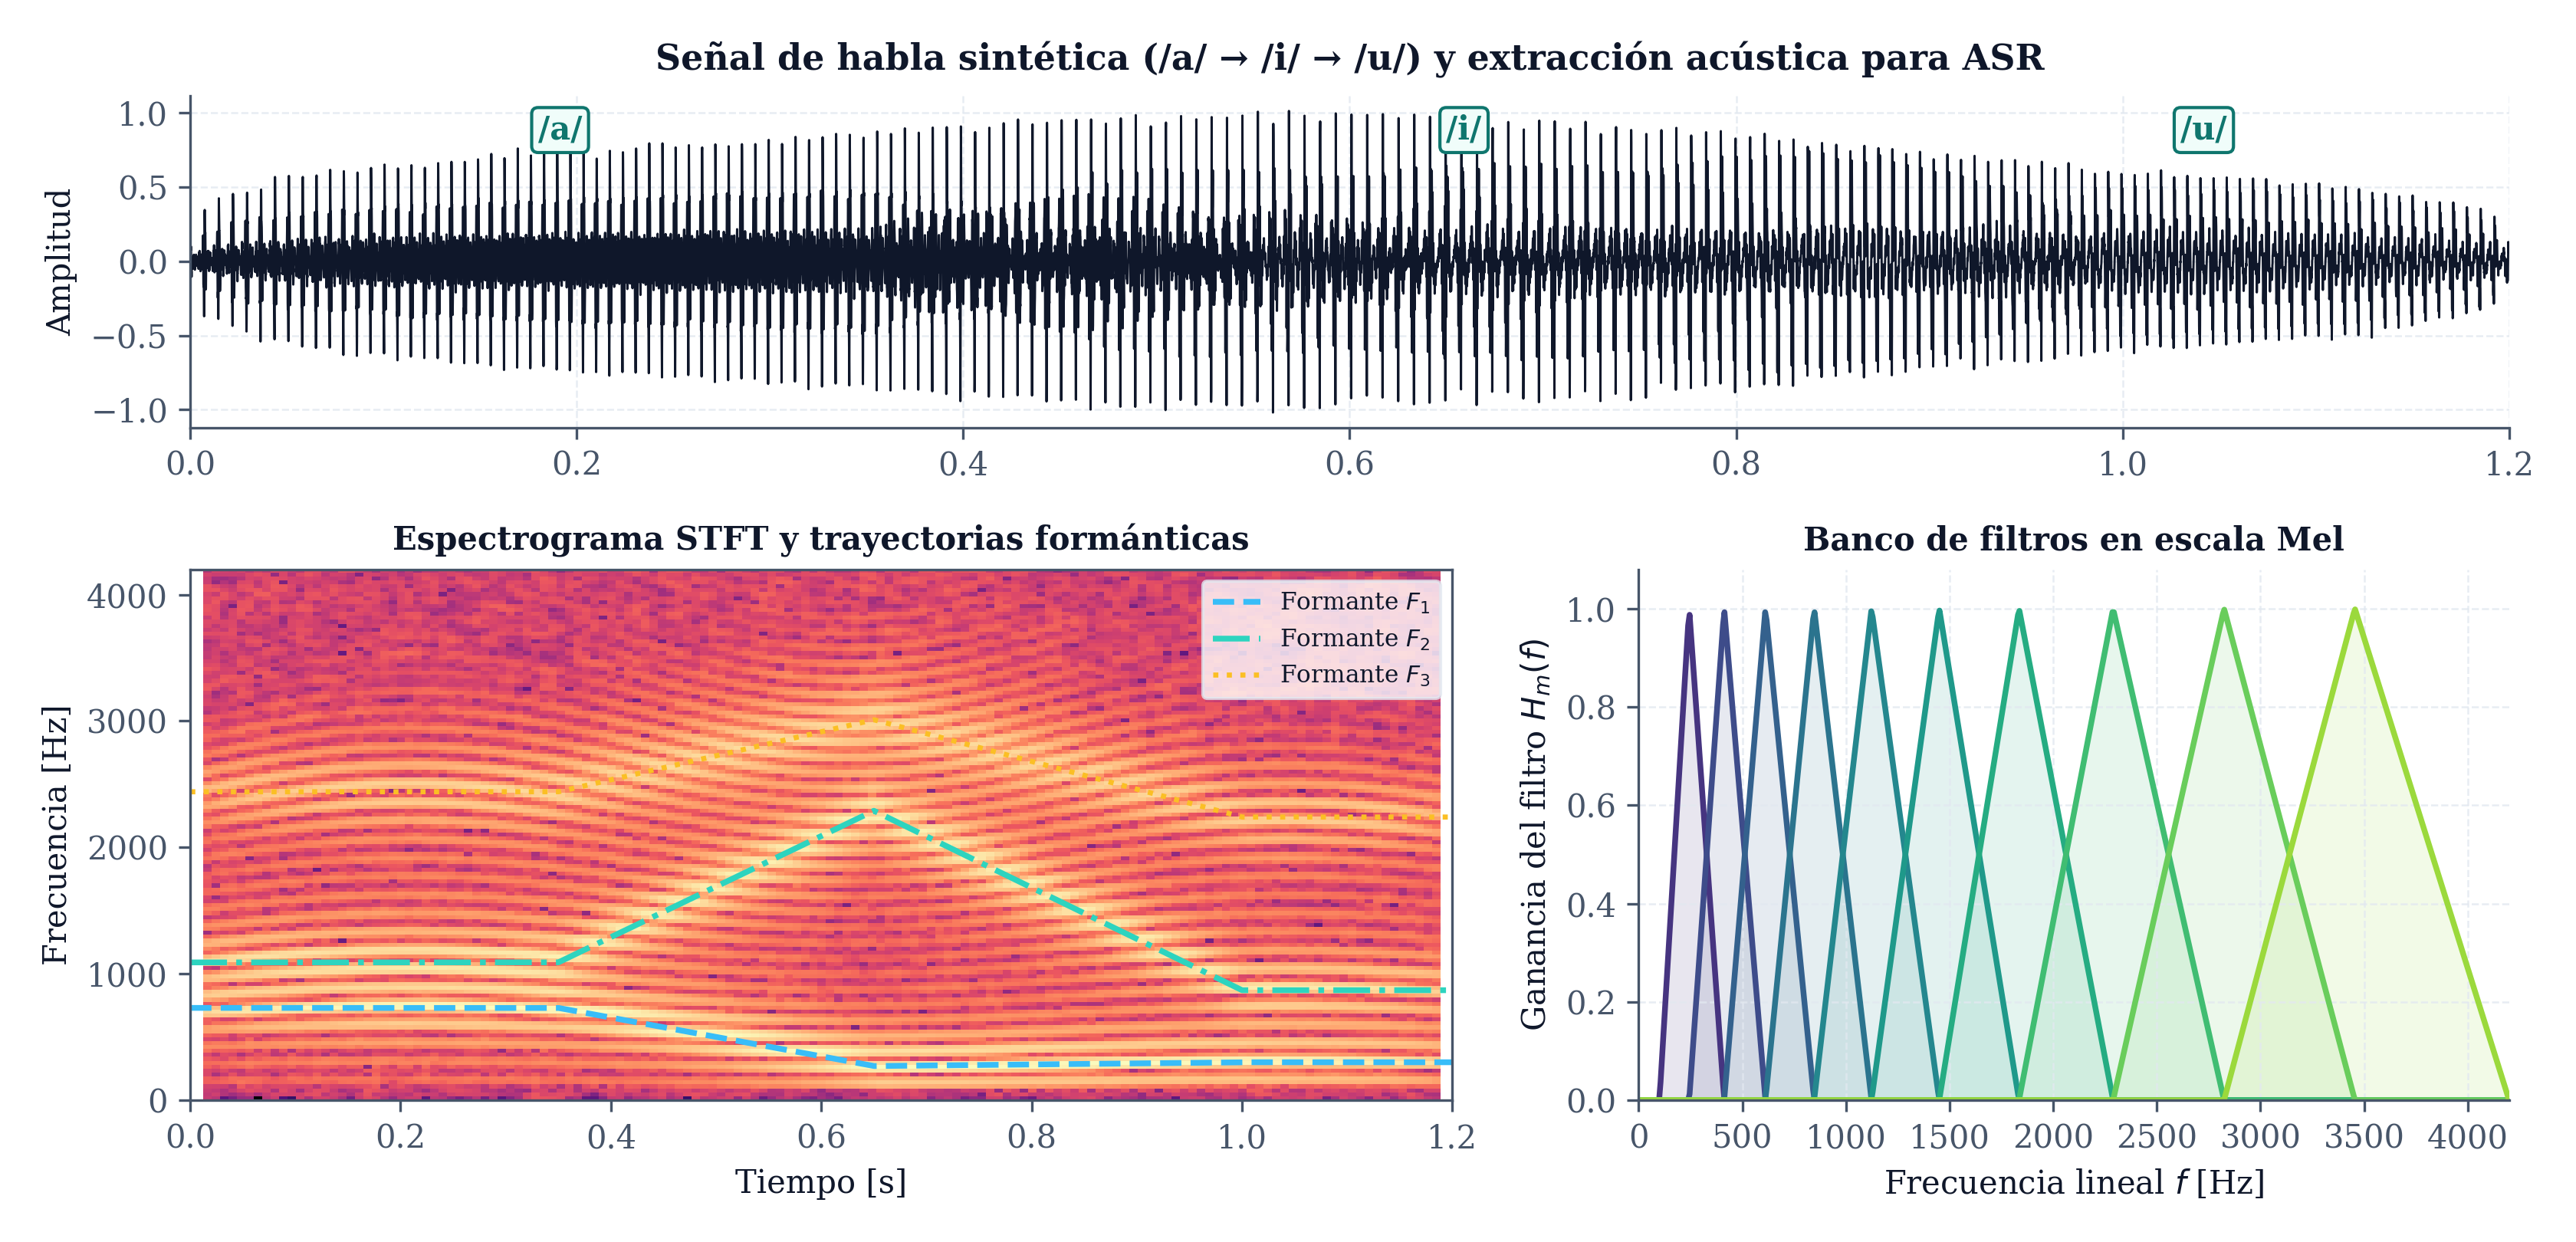 Señal de habla sintética (/a/ → /i/ → /u/) y extracción acústica para ASR
Amplitud
1.0
0.5
0.0
−0.5
−1.0
/a/
/i/
/u/
0.0 0.2 0.4 0.6 0.8 1.0 1.2
Espectrograma STFT y trayectorias formánticas
Frecuencia [Hz]
4000
3000
2000
1000
0
Formante F₁
Formante F₂
Formante F₃
0.0 0.2 0.4 0.6 0.8 1.0 1.2
Tiempo [s]
Banco de filtros en escala Mel
Ganancia del filtro Hₘ(f)
1.0
0.8
0.6
0.4
0.2
0.0
0 500 1000 1500 2000 2500 3000 3500 4000
Frecuencia lineal f [Hz]